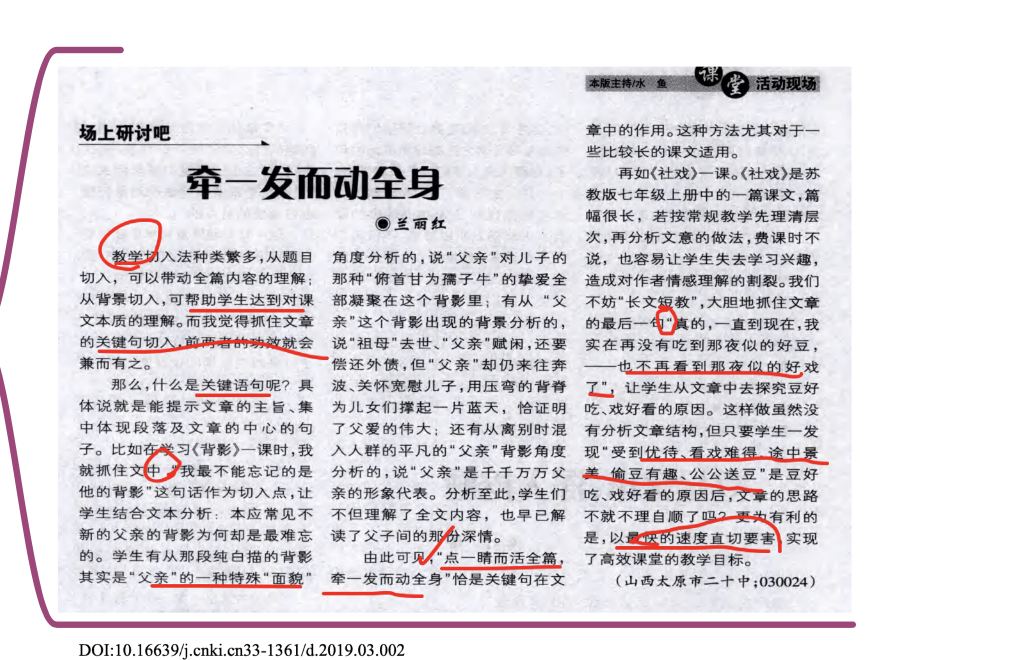 本版主持/水 鱼 课堂 活动现场
场上研讨吧
牵一发而动全身
◉兰丽红
教学切入法种类繁多,从题目
切入，可以带动全篇内容的理解;
从背景切入,可帮助学生达到对课
文本质的理解。而我觉得抓住文章
的关键句切入,前两者的功效就会
兼而有之。
那么,什么是关键语句呢？具
体说就是能提示文章的主旨、集
中体现段落及文章的中心的句
子。比如在学习《背影》一课时,我
就抓住文中,“我最不能忘记的是
他的背影”这句话作为切入点,让
学生结合文本分析：本应常见不
新的父亲的背影为何却是最难忘
的。学生有从那段纯白描的背影
其实是“父亲”的一种特殊“面貌”
角度分析的,说“父亲”对儿子的
那种“俯首甘为孺子牛”的挚爱全
部凝聚在这个背影里；有从“父
亲”这个背影出现的背景分析的,
说“祖母”去世、“父亲”赋闲,还要
偿还外债,但“父亲”却仍来往奔
波、关怀宽慰儿子,用压弯的背脊
为儿女们撑起一片蓝天，恰证明
了父爱的伟大；还有从离别时混
入人群的平凡的“父亲”背影角度
分析的,说“父亲”是千千万万父
亲的形象代表。分析至此,学生们
不但理解了全文内容，也早已解
读了父子间的那份深情。
由此可见,“点一睛而活全篇,
牵一发而动全身”恰是关键句在文
章中的作用。这种方法尤其对于一
些比较长的课文适用。
再如《社戏》一课。《社戏》是苏
教版七年级上册中的一篇课文,篇
幅很长，若按常规教学先理清层
次,再分析文意的做法,费课时不
说，也容易让学生失去学习兴趣,
造成对作者情感理解的割裂。我们
不妨“长文短教”,大胆地抓住文章
的最后一句“真的,一直到现在,我
实在再没有吃到那夜似的好豆,
——也不再看到那夜似的好戏
了”，让学生从文章中去探究豆好
吃、戏好看的原因。这样做虽然没
有分析文章结构,但只要学生一发
现“受到优待、看戏难得、途中景
美、偷豆有趣、公公送豆”是豆好
吃、戏好看的原因后,文章的思路
不就不理自顺了吗？更为有利的
是,以最快的速度直切要害,实现
了高效课堂的教学目标。
(山西太原市二十中;030024)
DOI:10.16639/j.cnki.cn33-1361/d.2019.03.002